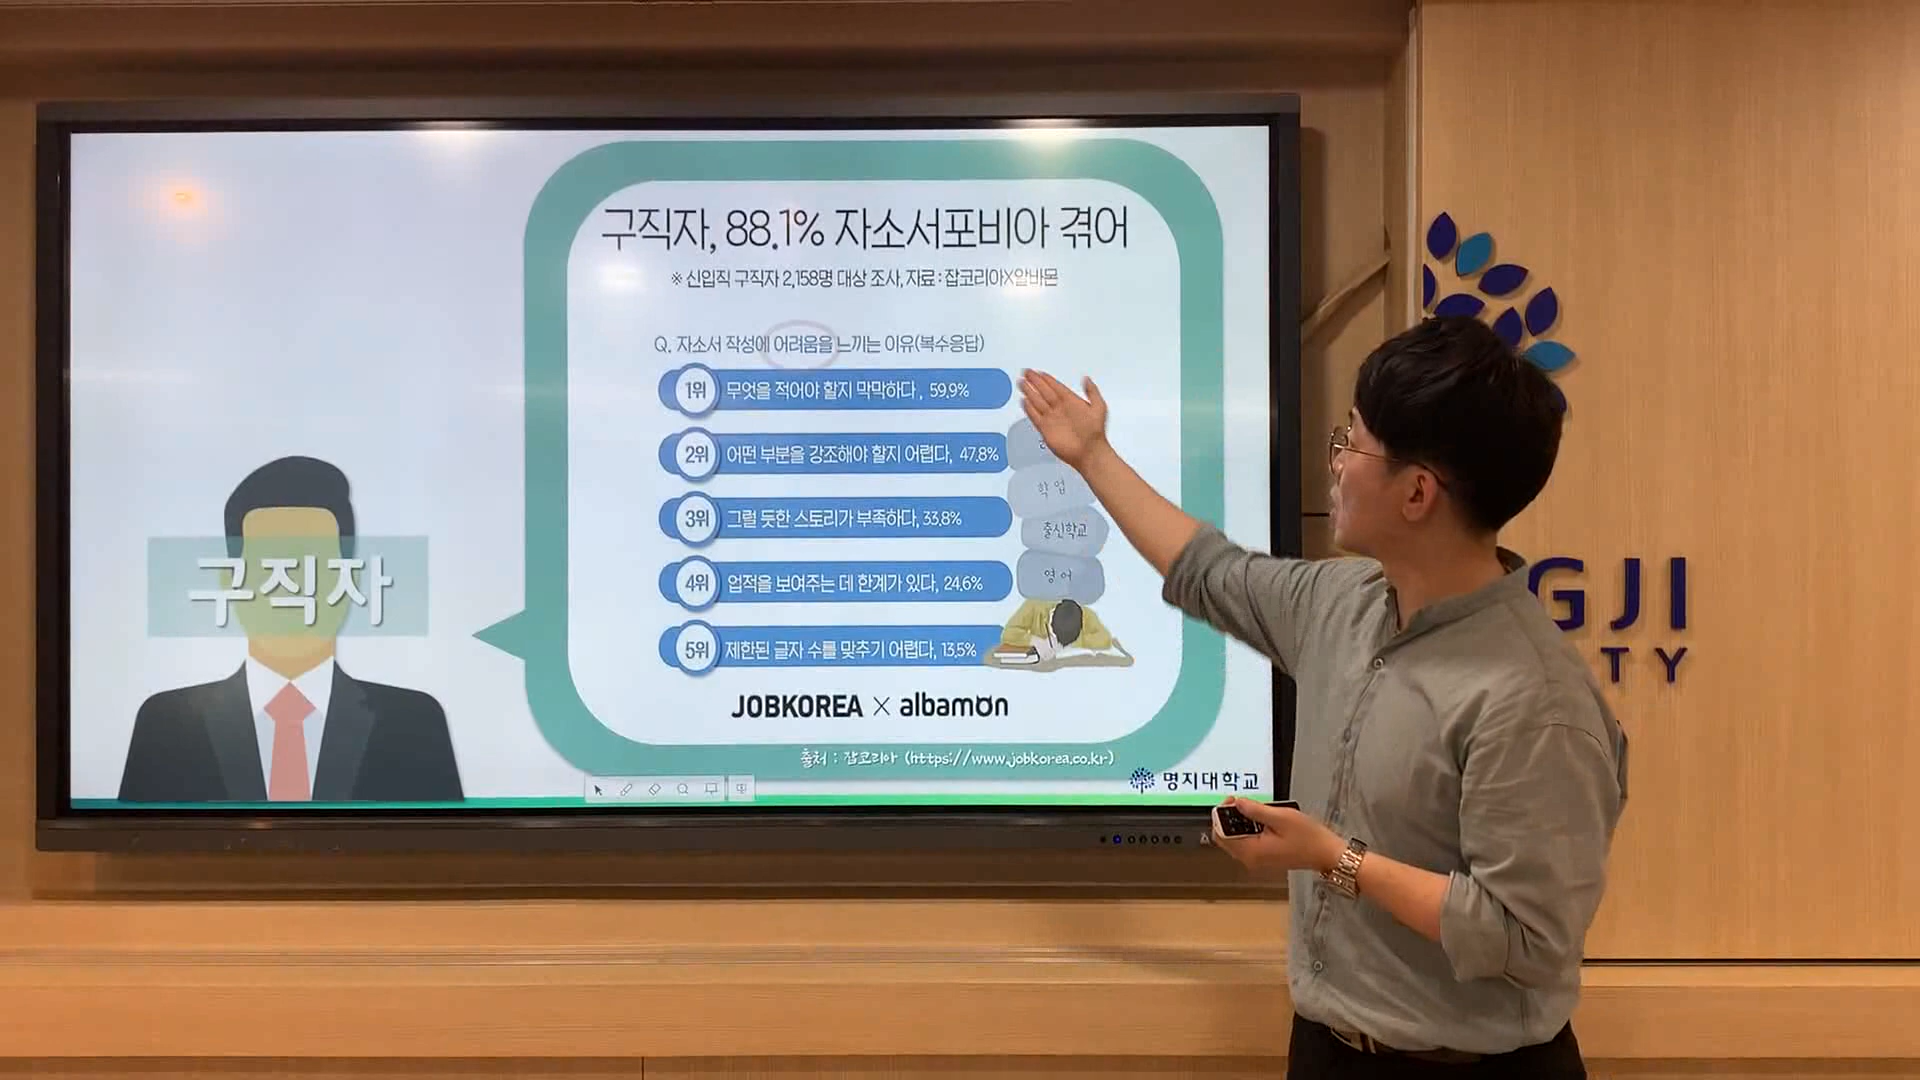 구직자, 88.1% 자소서포비아 겪어
※ 신입직 구직자 2,158명 대상 조사, 자료 : 잡코리아X알바몬
Q. 자소서 작성에 어려움을 느끼는 이유(복수응답)
1위 무엇을 적어야 할지 막막하다, 59.9%
2위 어떤 부분을 강조해야 할지 어렵다, 47.8%
3위 그럴 듯한 스토리가 부족하다, 33.8%
4위 업적을 보여주는 데 한계가 있다, 24.6%
5위 제한된 글자 수를 맞추기 어렵다, 13.5%
학업
출신학교
영어
JOBKOREA × albamon
출처 : 잡코리아 (https://www.jobkorea.co.kr)
명지대학교
구직자
GJI
TY